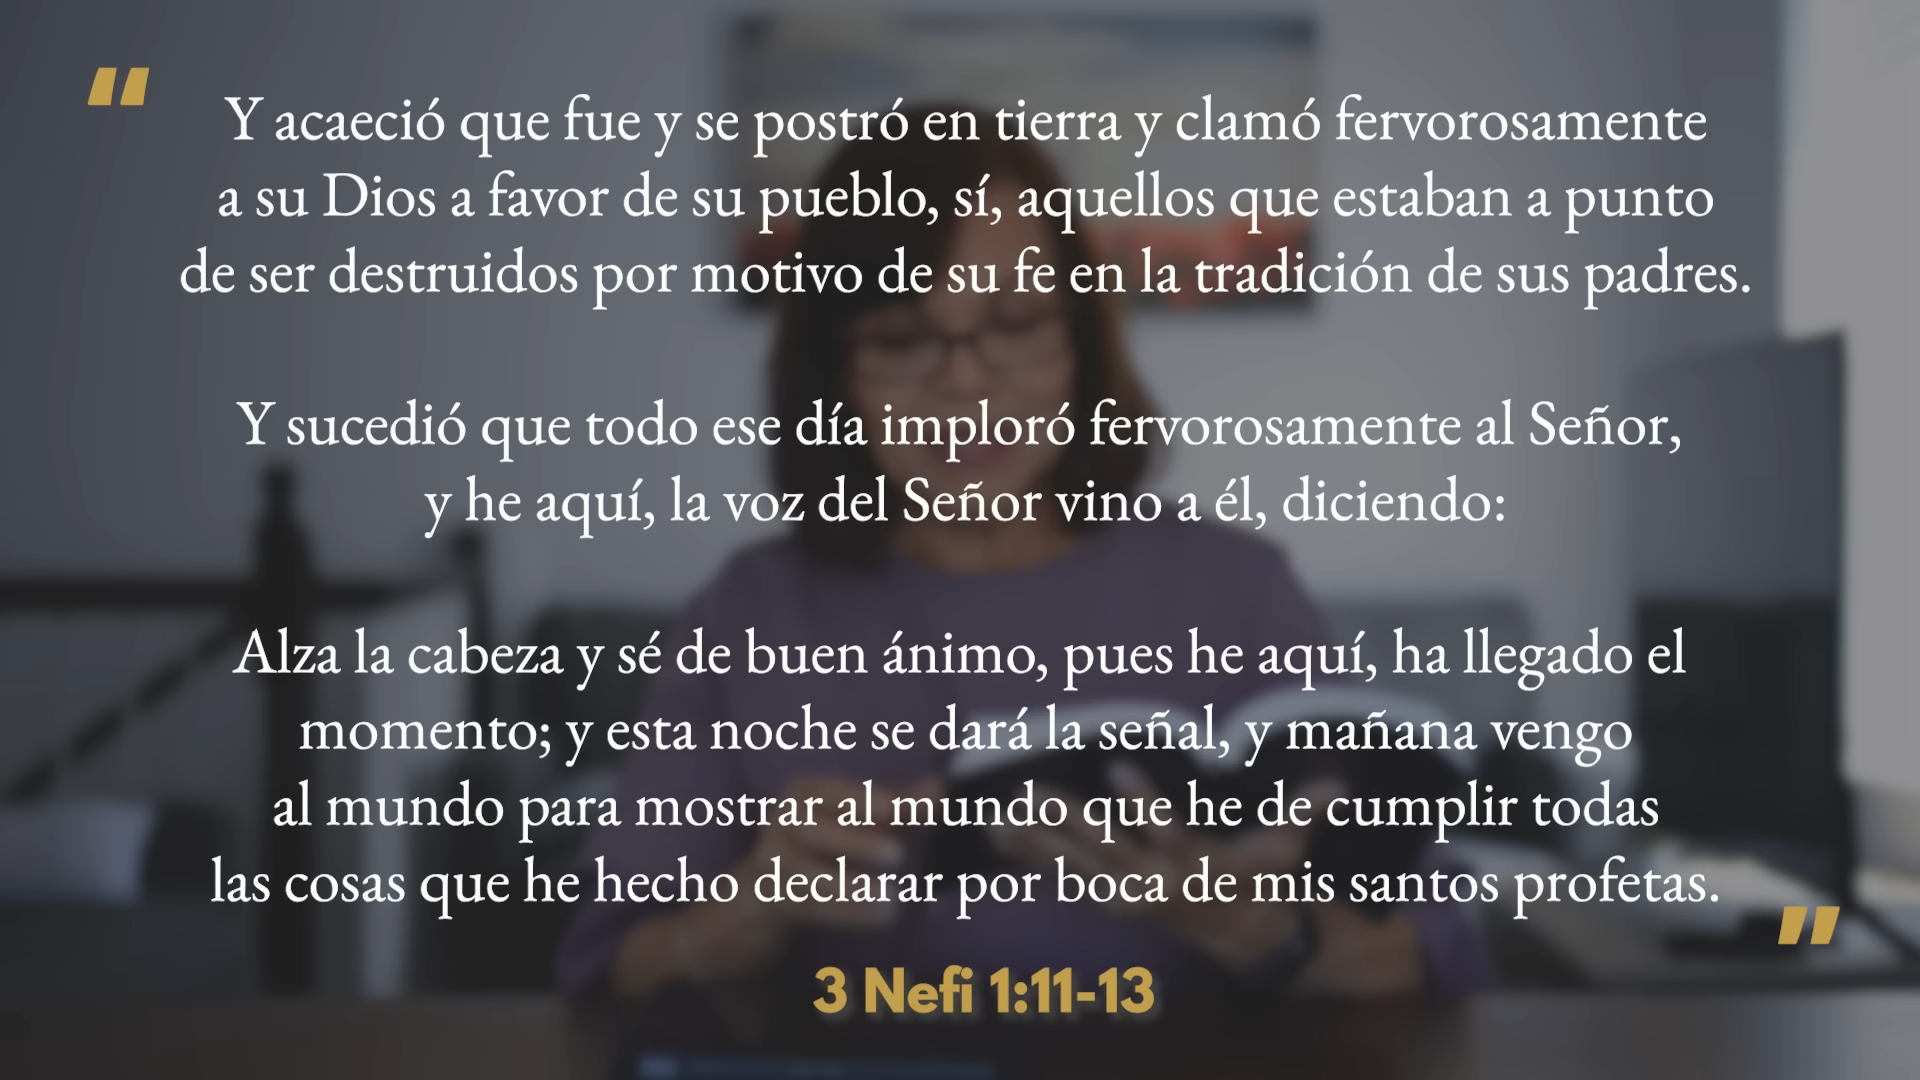 “
Y acaeció que fue y se postró en tierra y clamó fervorosamente
a su Dios a favor de su pueblo, sí, aquellos que estaban a punto
de ser destruidos por motivo de su fe en la tradición de sus padres.
Y sucedió que todo ese día imploró fervorosamente al Señor,
y he aquí, la voz del Señor vino a él, diciendo:
Alza la cabeza y sé de buen ánimo, pues he aquí, ha llegado el
momento; y esta noche se dará la señal, y mañana vengo
al mundo para mostrar al mundo que he de cumplir todas
las cosas que he hecho declarar por boca de mis santos profetas.
”
3 Nefi 1:11-13